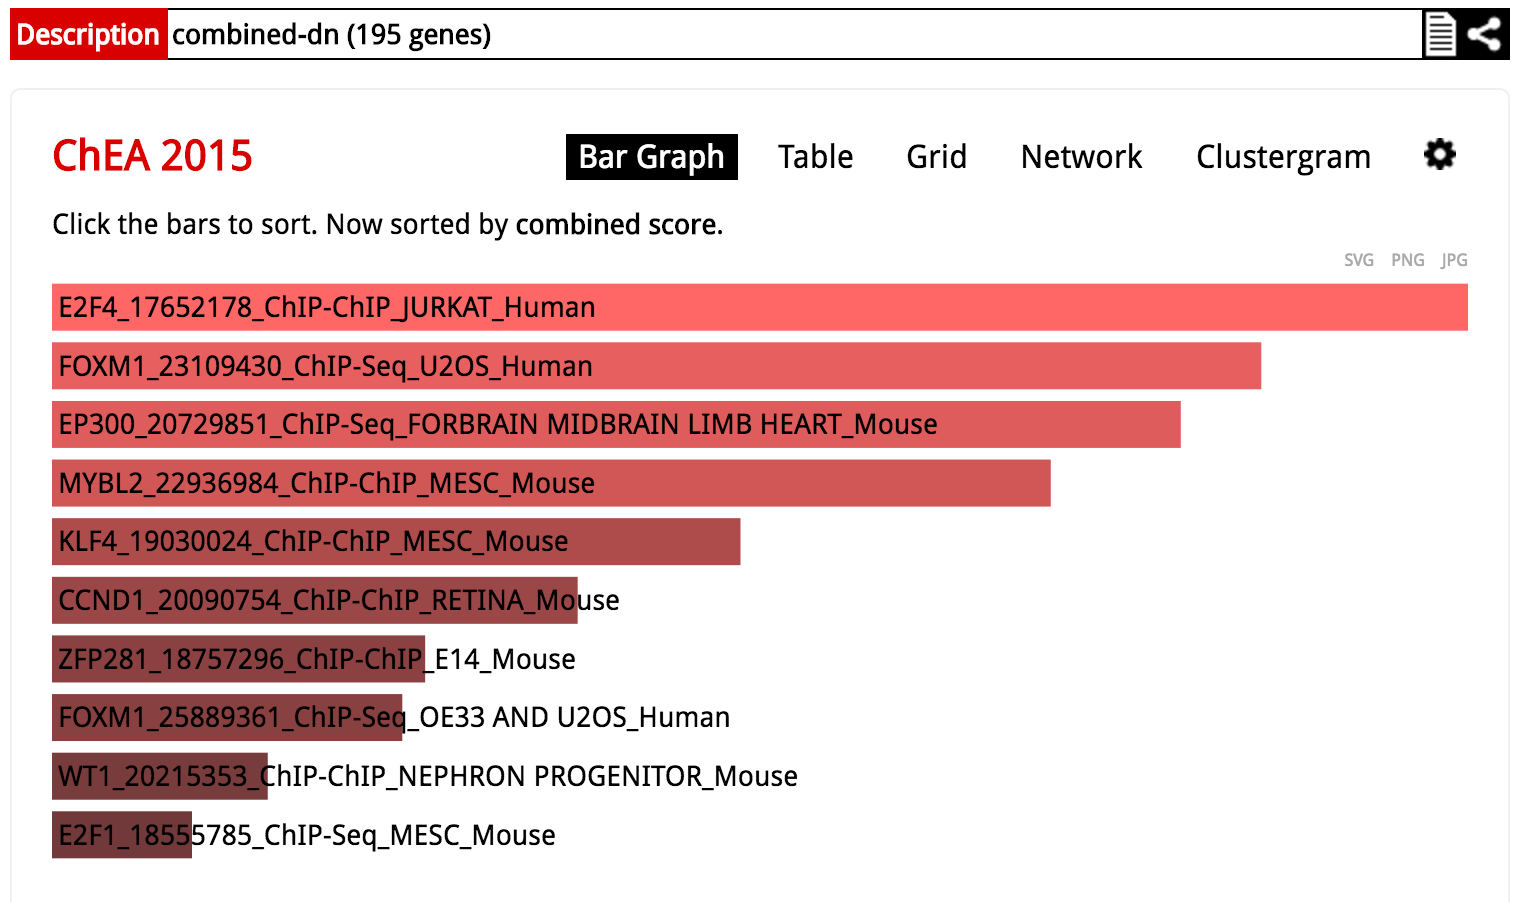 Description combined-dn (195 genes)
ChEA 2015 Bar Graph Table Grid Network Clustergram
Click the bars to sort. Now sorted by combined score.
SVG PNG JPG
E2F4_17652178_ChIP-ChIP_JURKAT_Human
FOXM1_23109430_ChIP-Seq_U2OS_Human
EP300_20729851_ChIP-Seq_FORBRAIN MIDBRAIN LIMB HEART_Mouse
MYBL2_22936984_ChIP-ChIP_MESC_Mouse
KLF4_19030024_ChIP-ChIP_MESC_Mouse
CCND1_20090754_ChIP-ChIP_RETINA_Mouse
ZFP281_18757296_ChIP-ChIP_E14_Mouse
FOXM1_25889361_ChIP-Seq_OE33 AND U2OS_Human
WT1_20215353_ChIP-ChIP_NEPHRON PROGENITOR_Mouse
E2F1_18555785_ChIP-Seq_MESC_Mouse